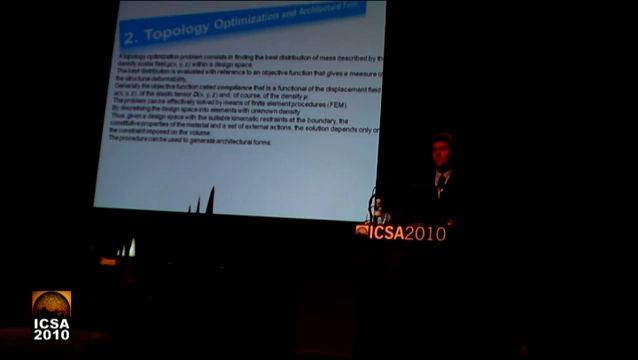 2. Topology Optimization and Architectural Form
A topology optimization problem consists in finding the best distribution of mass described by the
density scalar field μ(x, y, z) within a design space.
The best distribution is evaluated with reference to an objective function that gives a measure of
the structural deformability.
Generally the objective function called compliance that is a functional of the displacement field
u(x, y, z), of the elastic tensor D(x, y, z) and, of course, of the density μ.
The problem can be effectively solved by means of finite element procedures (FEM).
By discretising the design space into elements with unknown density
Thus, given a design space with the suitable kinematic restraints at the boundary, the
constitutive properties of the material and a set of external actions, the solution depends only on
the constraint imposed on the volume.
The procedure can be used to generate architectural forms.
ICSA2010
ICSA
2010